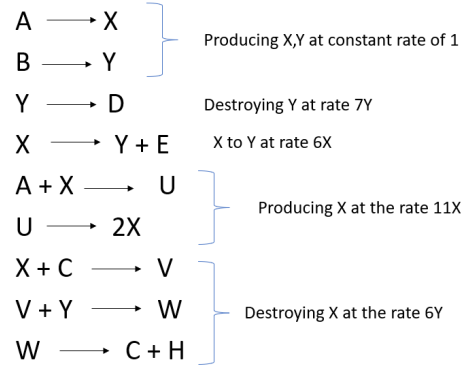 A ⟶ X
Producing X,Y at constant rate of 1
B ⟶ Y
Y ⟶ D Destroying Y at rate 7Y
X ⟶ Y + E X to Y at rate 6X
A + X ⟶ U
Producing X at the rate 11X
U ⟶ 2X
X + C ⟶ V
V + Y ⟶ W Destroying X at the rate 6Y
W ⟶ C + H